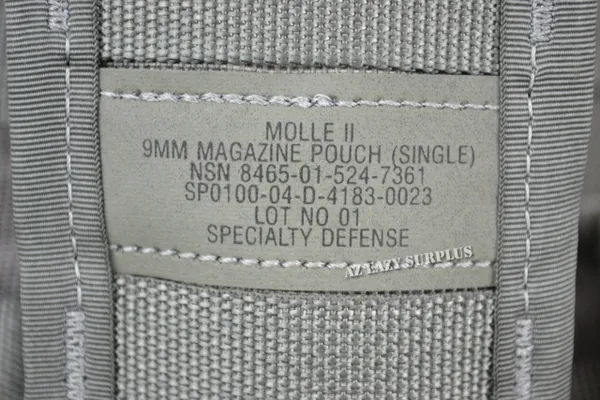 MOLLE II
9MM MAGAZINE POUCH (SINGLE)
NSN 8465-01-524-7361
SP0100-04-D-4183-0023
LOT NO 01
SPECIALTY DEFENSE
AZ EAZY SURPLUS